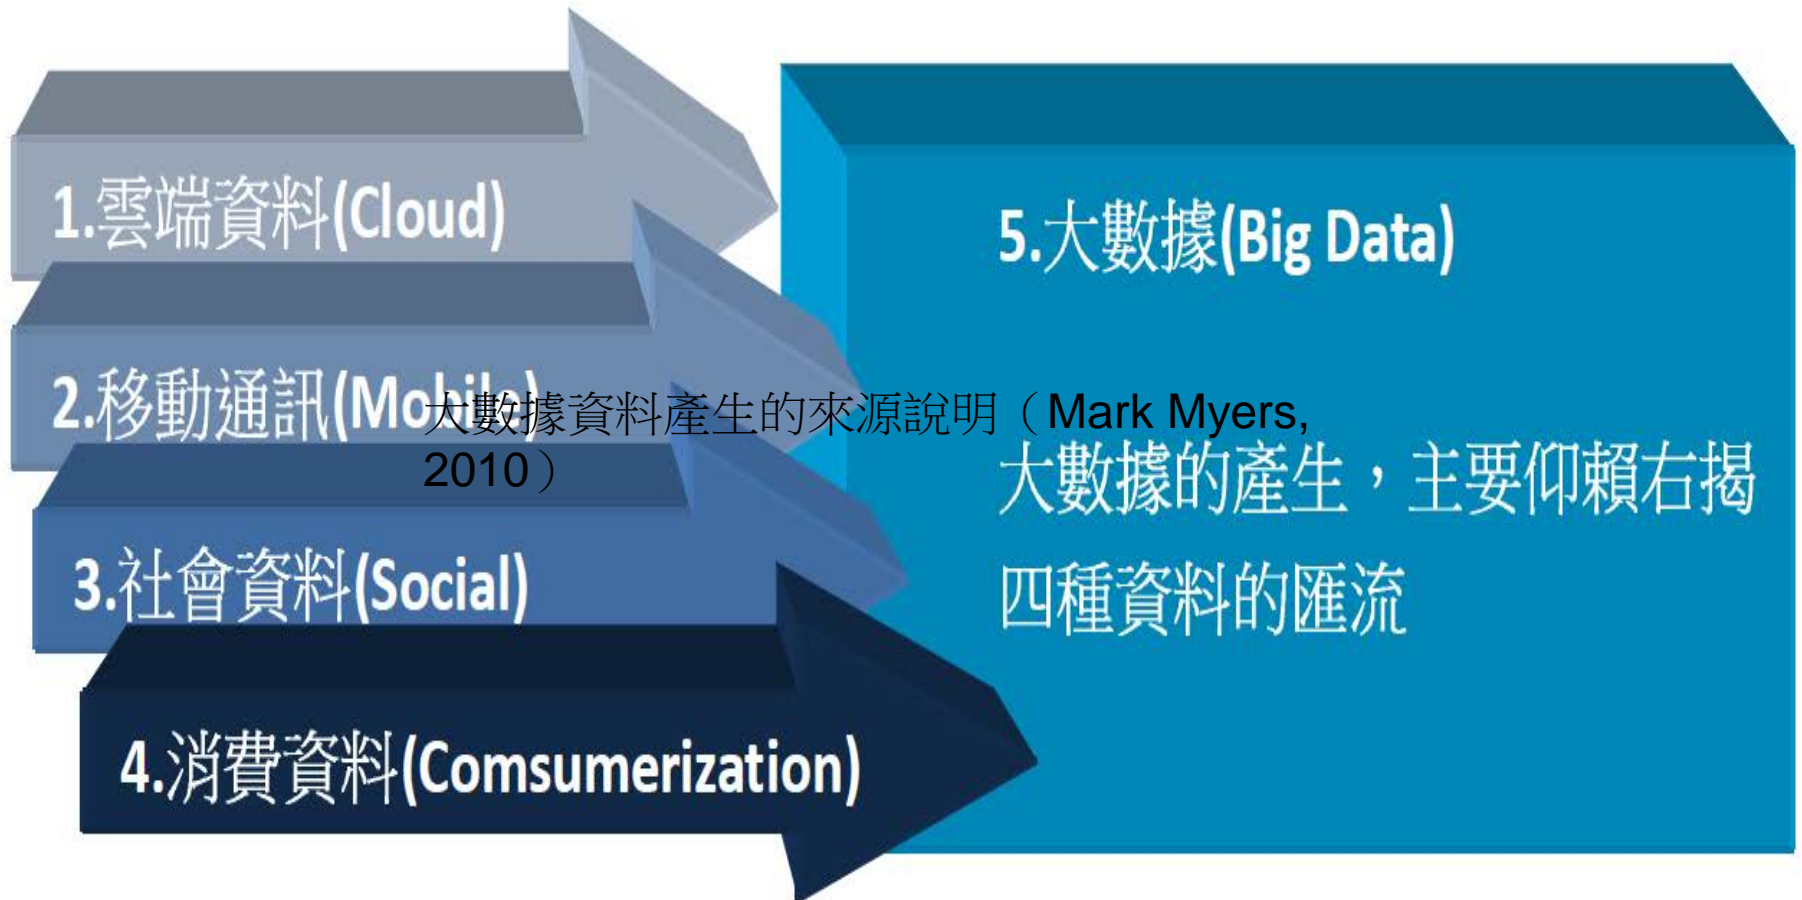 1.雲端資料(Cloud)
2.移動通訊(Mobile)
3.社會資料(Social)
4.消費資料(Comsumerization)
5.大數據(Big Data)
大數據的產生，主要仰賴右揭
四種資料的匯流
大數據資料產生的來源說明（Mark Myers,
2010）